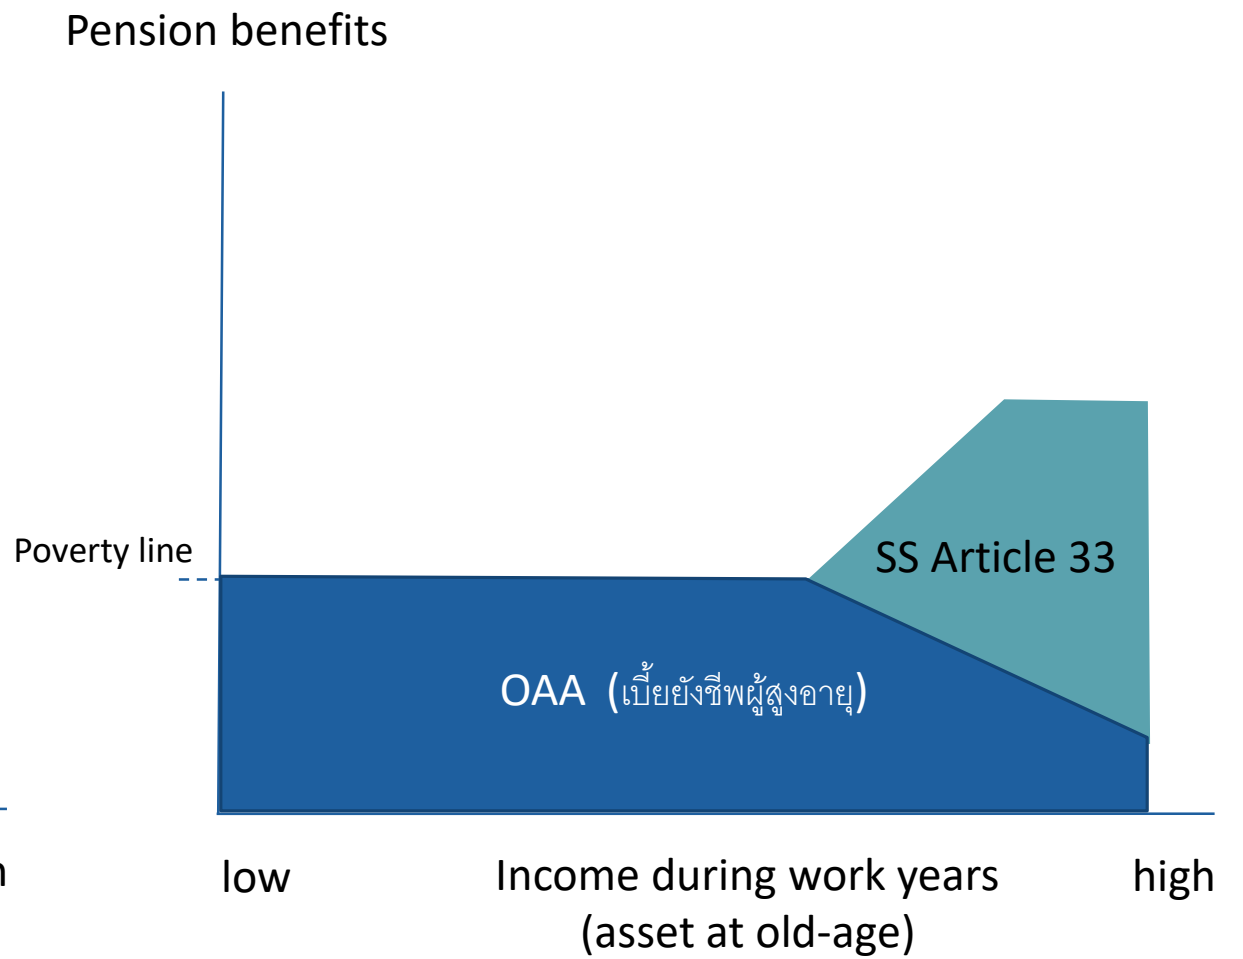 Pension benefits
Poverty line
SS Article 33
OAA (เบี้ยยังชีพผู้สูงอายุ)
low
Income during work years
high
(asset at old-age)